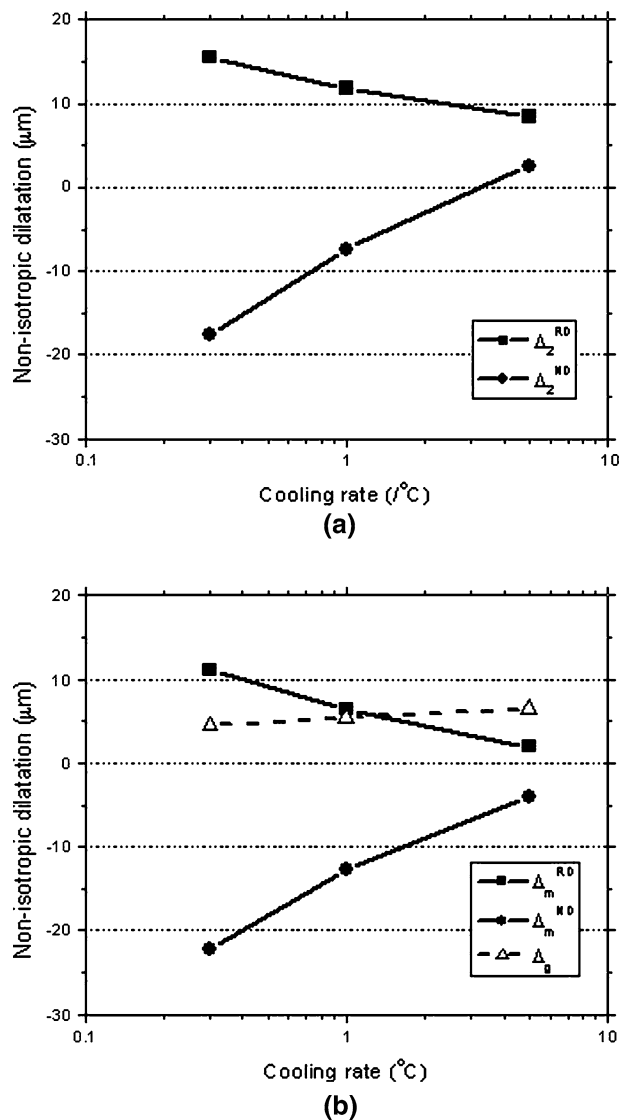 20
10
0
-10
-20
-30
Non-isotropic dilatation (μm)
Δ₂ᴿᴰ
Δ₂ᴺᴰ
0.1 1 10
Cooling rate (/°C)
(a)
20
10
0
-10
-20
-30
Non-isotropic dilatation (μm)
Δₘᴿᴰ
Δₘᴺᴰ
Δg
0.1 1 10
Cooling rate (°C)
(b)